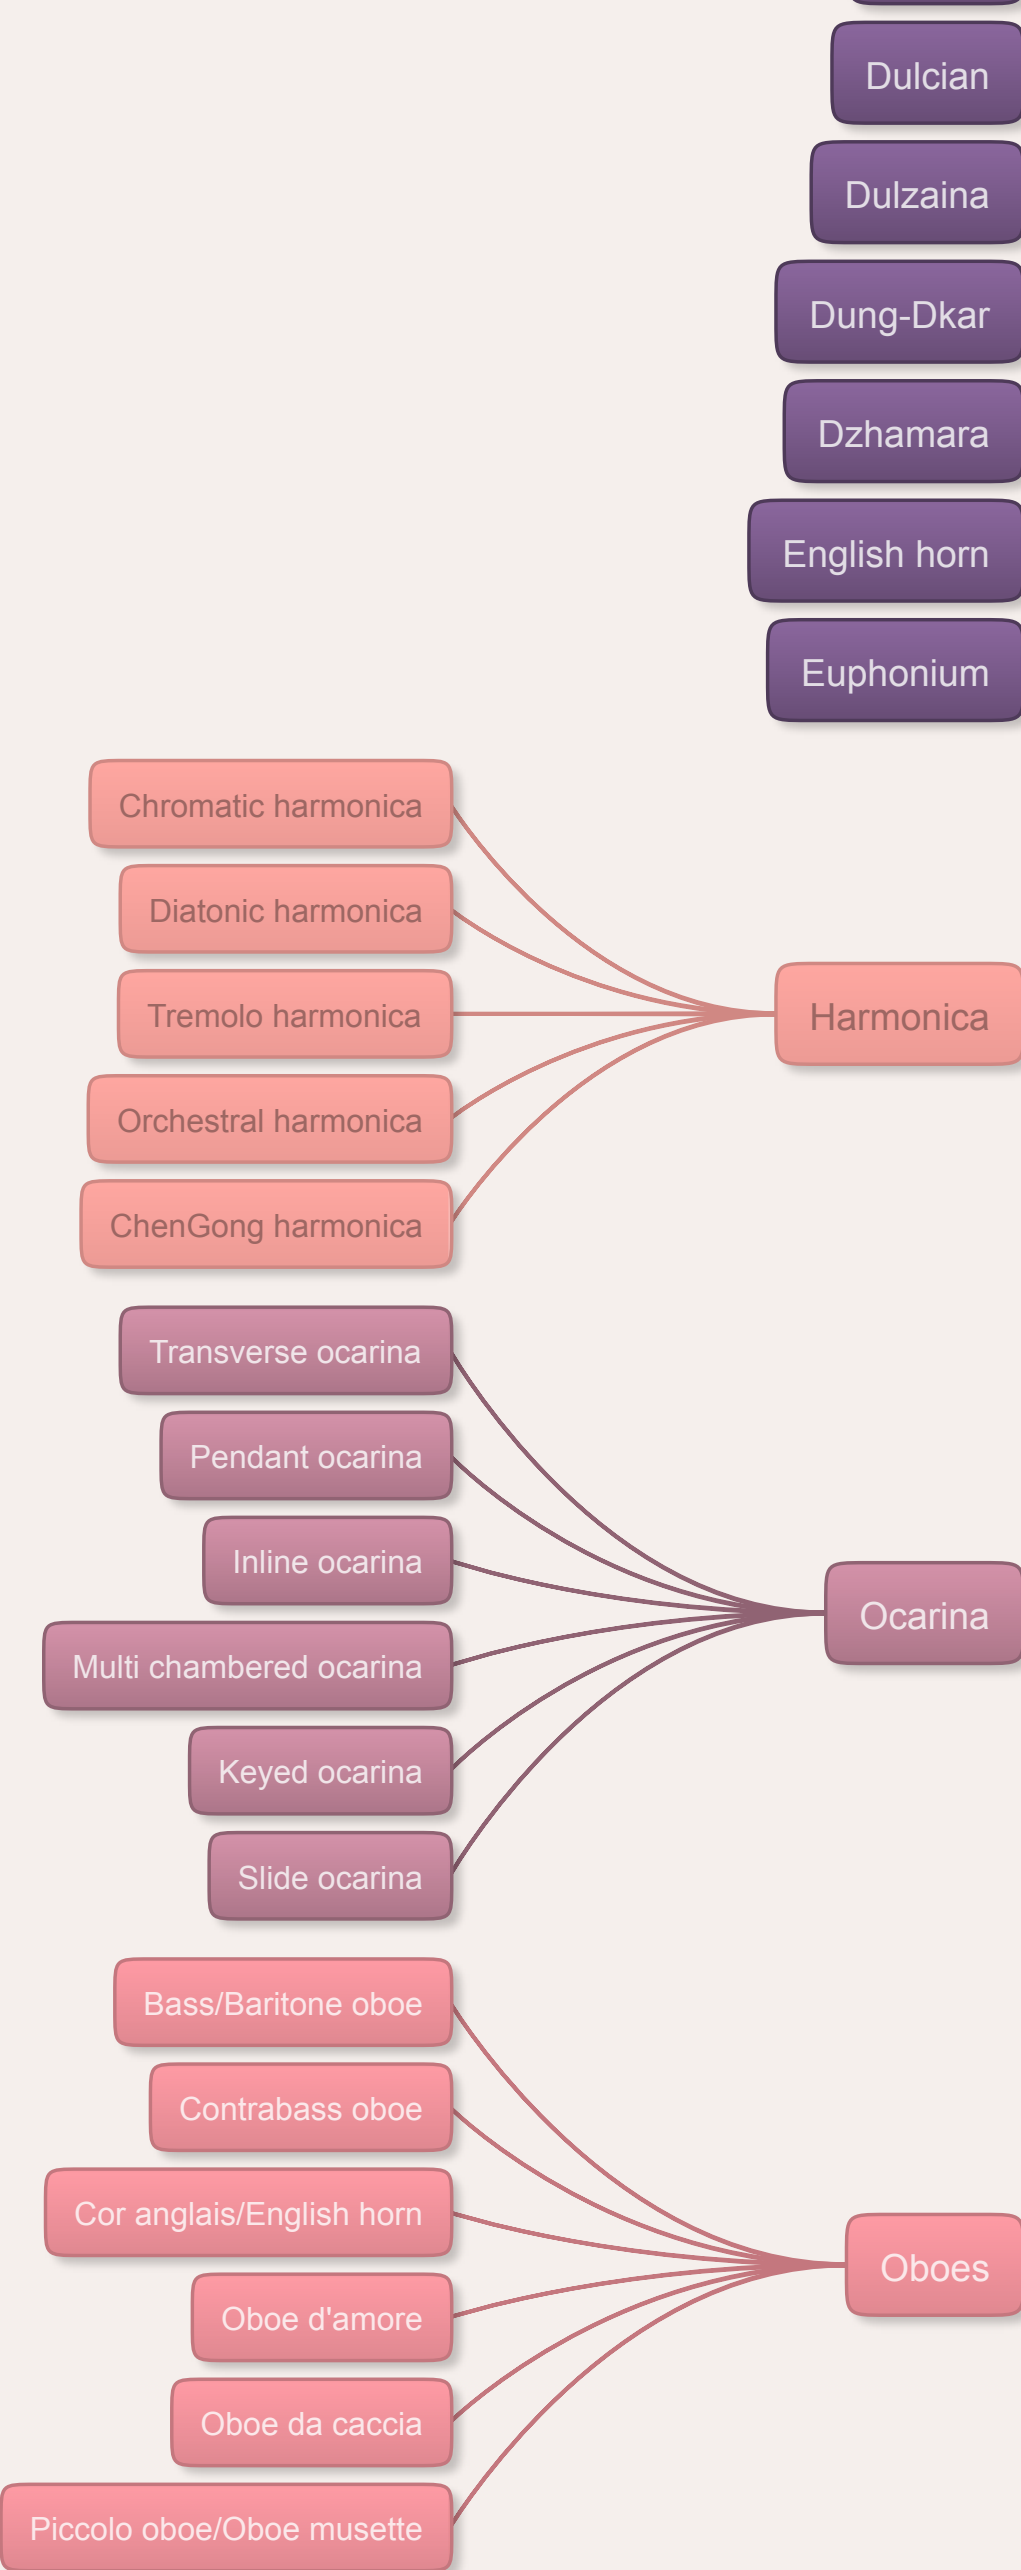 Dulcian
Dulzaina
Dung-Dkar
Dzhamara
English horn
Euphonium
Chromatic harmonica
Diatonic harmonica
Tremolo harmonica
Orchestral harmonica
ChenGong harmonica
Harmonica
Transverse ocarina
Pendant ocarina
Inline ocarina
Multi chambered ocarina
Keyed ocarina
Slide ocarina
Ocarina
Bass/Baritone oboe
Contrabass oboe
Cor anglais/English horn
Oboe d'amore
Oboe da caccia
Piccolo oboe/Oboe musette
Oboes